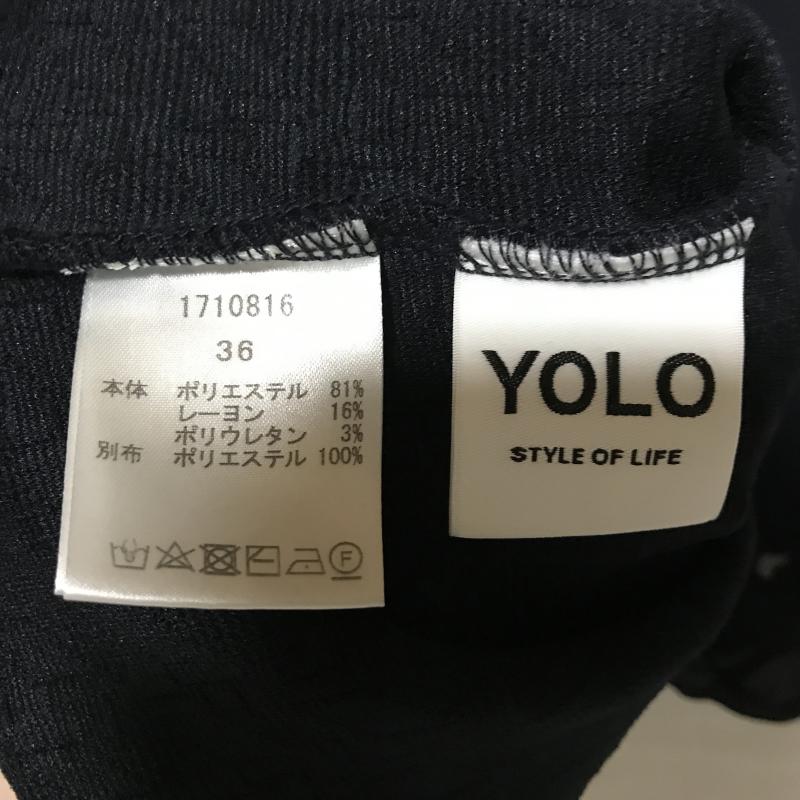 1710816
36
本体 ポリエステル 81%
レーヨン 16%
ポリウレタン 3%
別布 ポリエステル 100%
F
YOLO
STYLE OF LIFE